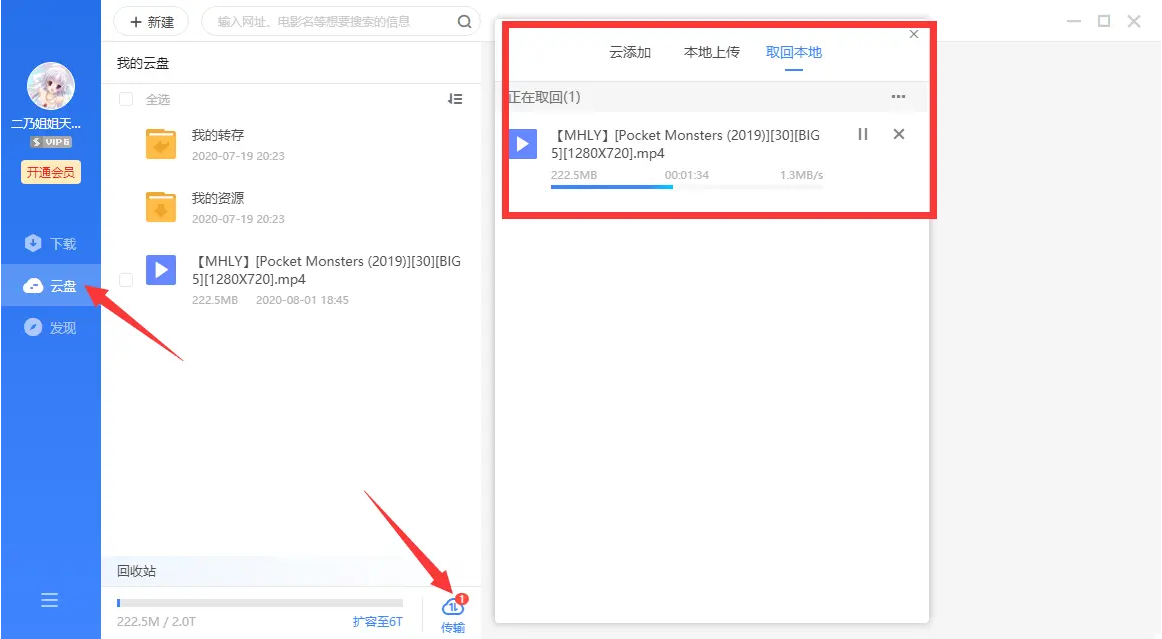 二乃姐姐天...
$ VIP6
开通会员
下载
云盘
发现
新建
输入网址、电影名等想要搜索的信息
我的云盘
全选
我的转存
2020-07-19 20:23
我的资源
2020-07-19 20:23
【MHLY】[Pocket Monsters (2019)][30][BIG
5][1280X720].mp4
222.5MB 2020-08-01 18:45
回收站
222.5M / 2.0T 扩容至6T
1
传输
云添加 本地上传 取回本地
正在取回(1)
【MHLY】[Pocket Monsters (2019)][30][BIG
5][1280X720].mp4
222.5MB 00:01:34 1.3MB/s